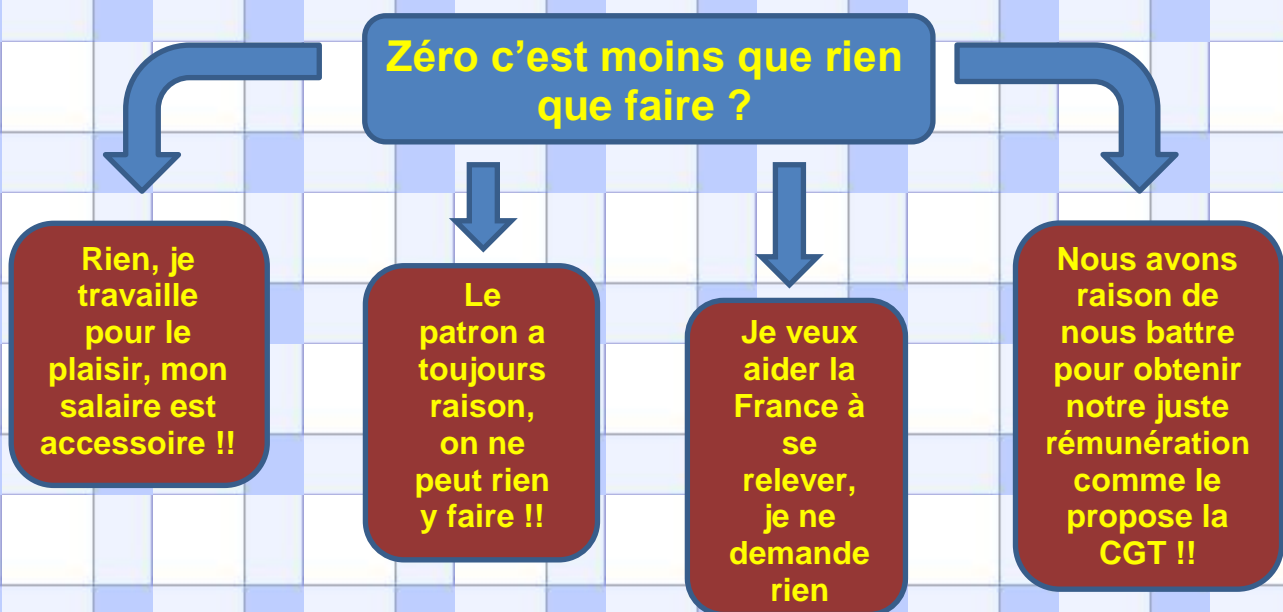 Zéro c'est moins que rien
que faire ?
Rien, je
travaille
pour le
plaisir, mon
salaire est
accessoire !!
Le
patron a
toujours
raison,
on ne
peut rien
y faire !!
Je veux
aider la
France à
se
relever,
je ne
demande
rien
Nous avons
raison de
nous battre
pour obtenir
notre juste
rémunération
comme le
propose la
CGT !!